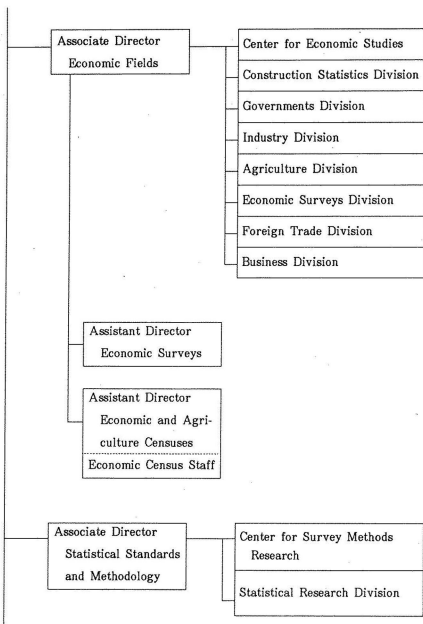 Associate Director
Economic Fields
Center for Economic Studies
Construction Statistics Division
Governments Division
Industry Division
Agriculture Division
Economic Surveys Division
Foreign Trade Division
Business Division
Assistant Director
Economic Surveys
Assistant Director
Economic and Agri-
culture Censuses
Economic Census Staff
Associate Director
Statistical Standards
and Methodology
Center for Survey Methods
Research
Statistical Research Division